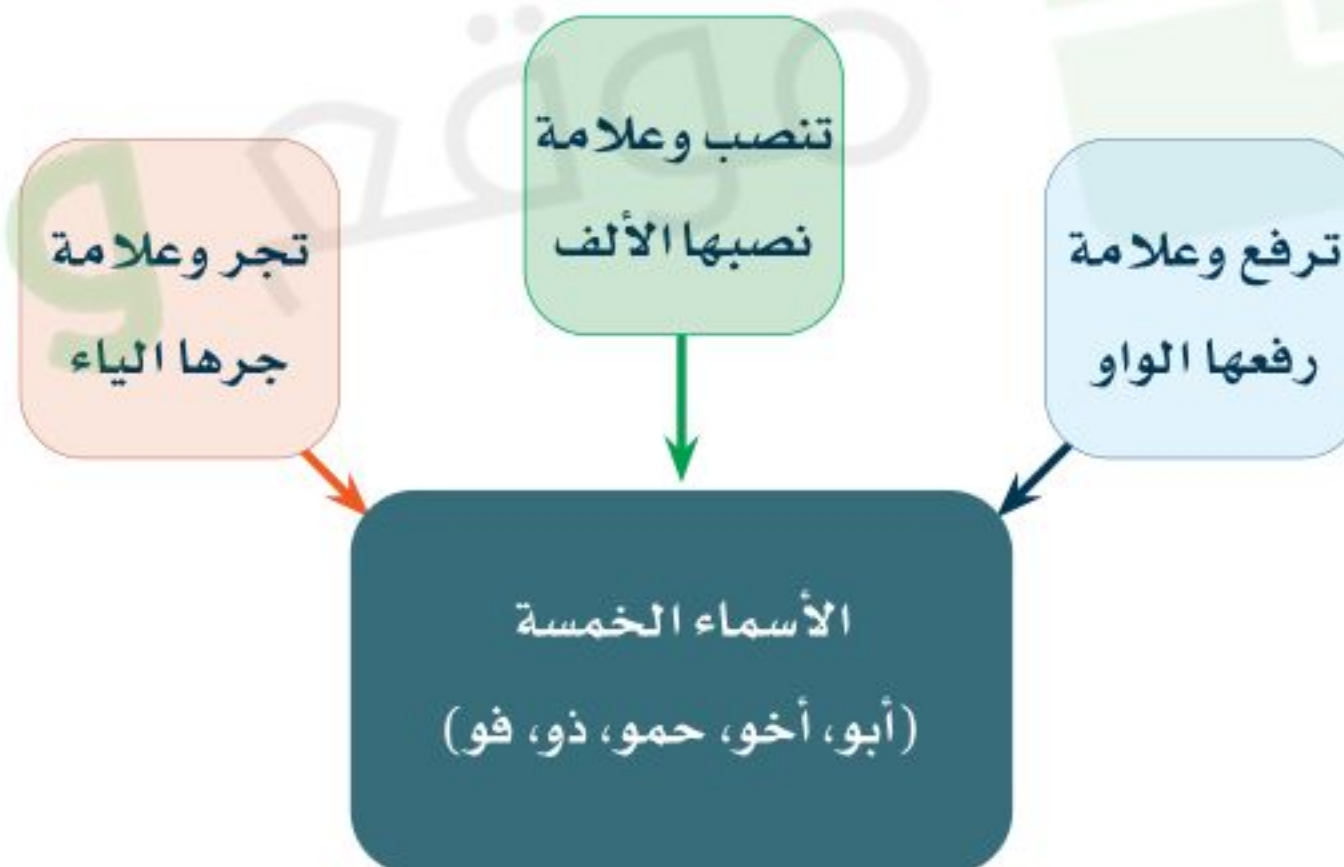 ترفع وعلامة
رفعها الواو
تنصب وعلامة
نصبها الألف
تجر وعلامة
جرها الياء
الأسماء الخمسة
(أبو، أخو، حمو، ذو، فو)
موقع
و